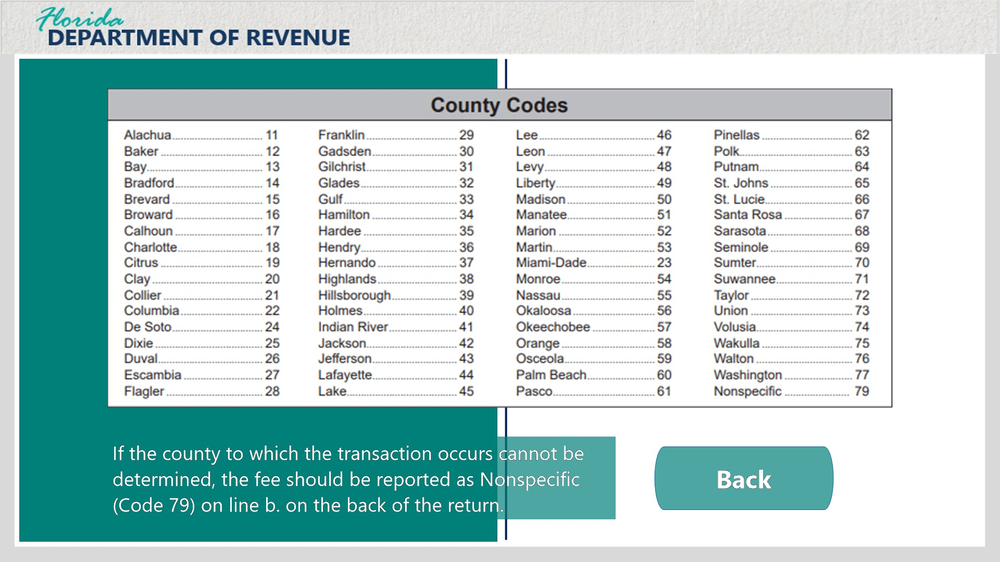 Florida
DEPARTMENT OF REVENUE
County Codes
Alachua 11
Baker 12
Bay 13
Bradford 14
Brevard 15
Broward 16
Calhoun 17
Charlotte 18
Citrus 19
Clay 20
Collier 21
Columbia 22
De Soto 24
Dixie 25
Duval 26
Escambia 27
Flagler 28
Franklin 29
Gadsden 30
Gilchrist 31
Glades 32
Gulf 33
Hamilton 34
Hardee 35
Hendry 36
Hernando 37
Highlands 38
Hillsborough 39
Holmes 40
Indian River 41
Jackson 42
Jefferson 43
Lafayette 44
Lake 45
Lee 46
Leon 47
Levy 48
Liberty 49
Madison 50
Manatee 51
Marion 52
Martin 53
Miami-Dade 23
Monroe 54
Nassau 55
Okaloosa 56
Okeechobee 57
Orange 58
Osceola 59
Palm Beach 60
Pasco 61
Pinellas 62
Polk 63
Putnam 64
St. Johns 65
St. Lucie 66
Santa Rosa 67
Sarasota 68
Seminole 69
Sumter 70
Suwannee 71
Taylor 72
Union 73
Volusia 74
Wakulla 75
Walton 76
Washington 77
Nonspecific 79
If the county to which the transaction occurs cannot be
determined, the fee should be reported as Nonspecific
(Code 79) on line b. on the back of the return.
Back